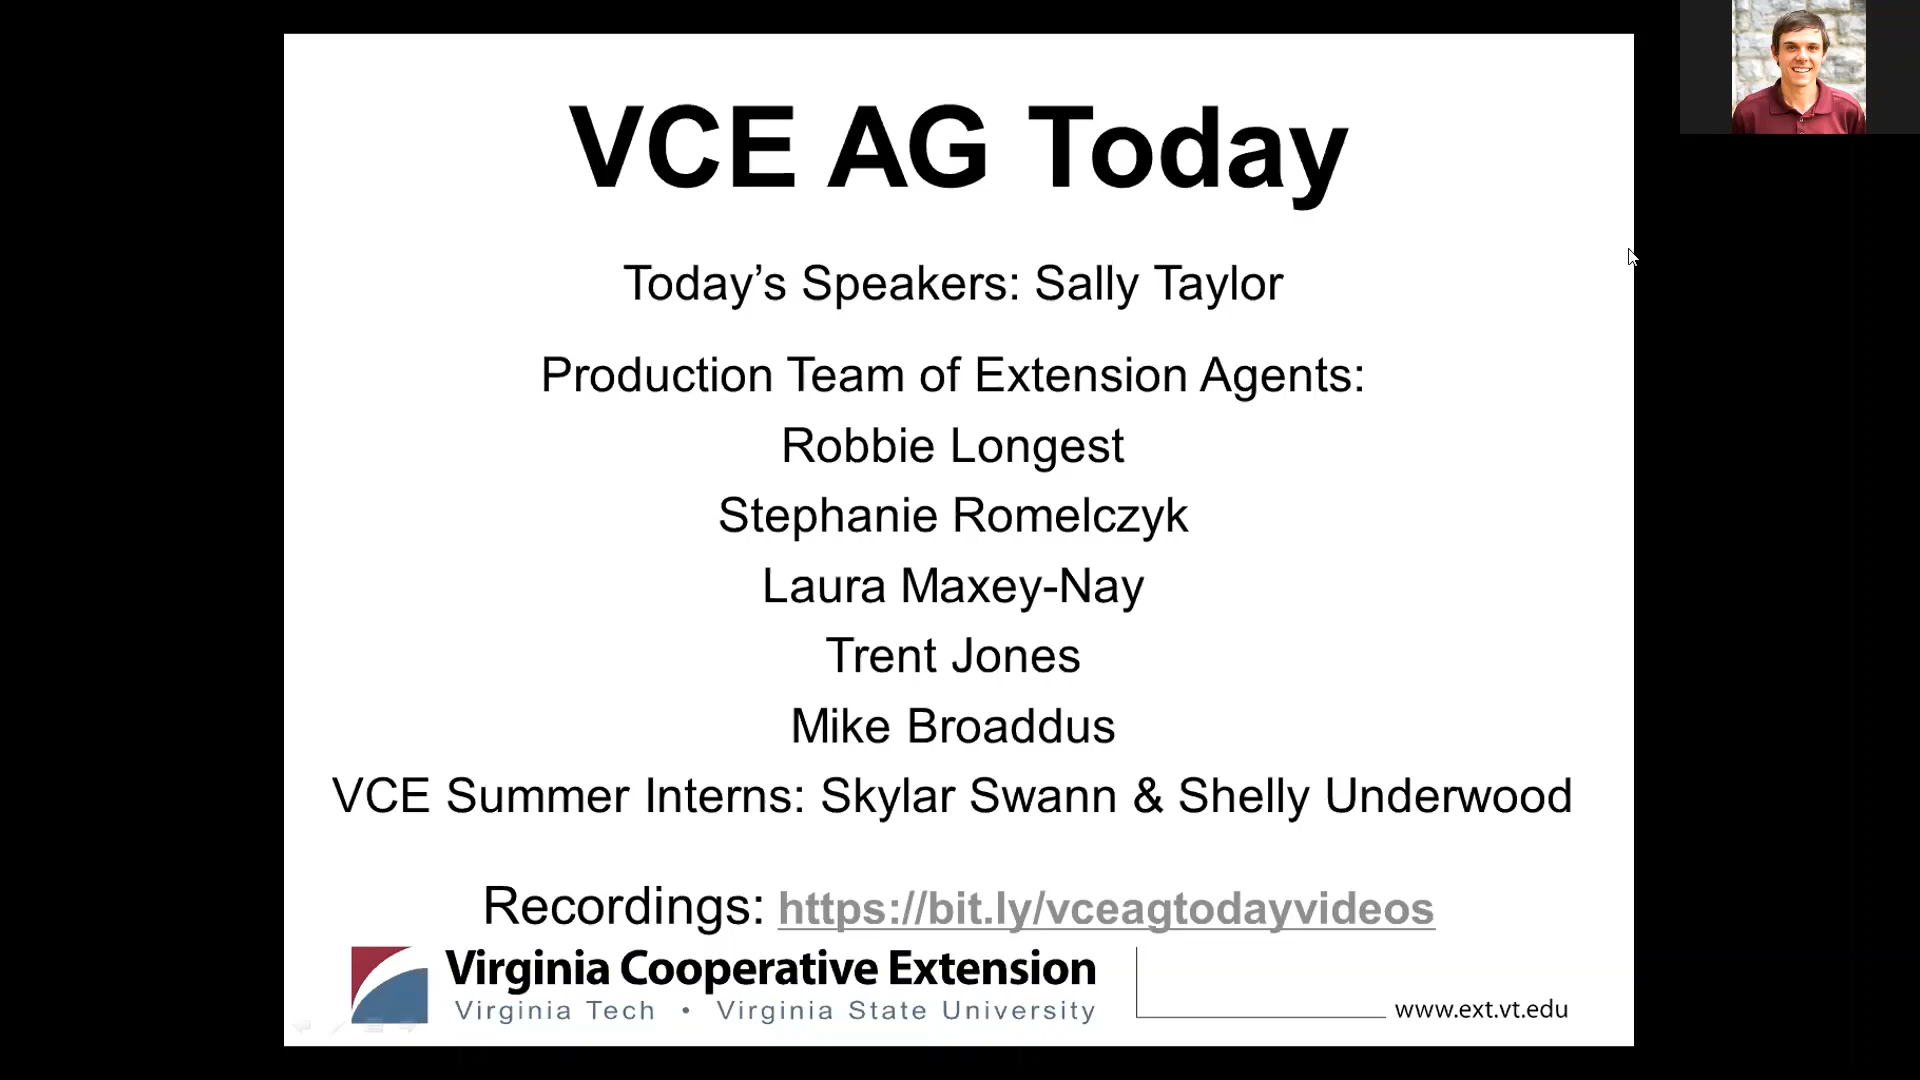 VCE AG Today
Today’s Speakers: Sally Taylor
Production Team of Extension Agents:
Robbie Longest
Stephanie Romelczyk
Laura Maxey-Nay
Trent Jones
Mike Broaddus
VCE Summer Interns: Skylar Swann & Shelly Underwood
Recordings: https://bit.ly/vceagtodayvideos
Virginia Cooperative Extension
Virginia Tech • Virginia State University
www.ext.vt.edu